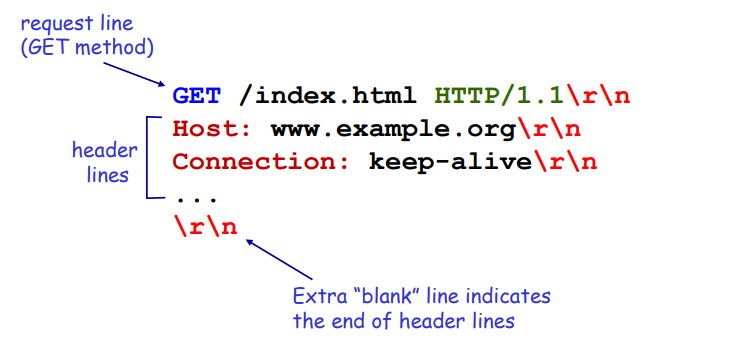 request line
(GET method)
GET /index.html HTTP/1.1\r\n
Host: www.example.org\r\n
Connection: keep-alive\r\n
header
lines
...
\r\n
Extra “blank” line indicates
the end of header lines